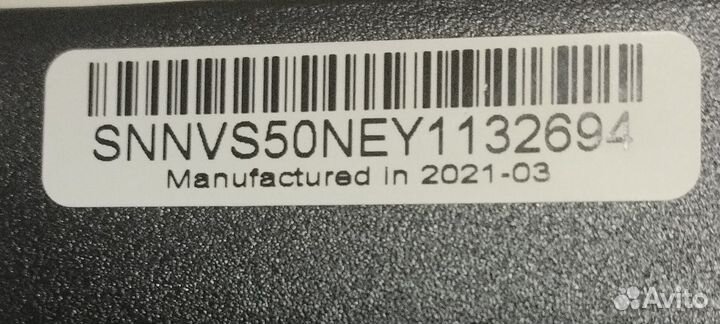 SNNVS50NEY1132694
Manufactured in 2021-03
Avito